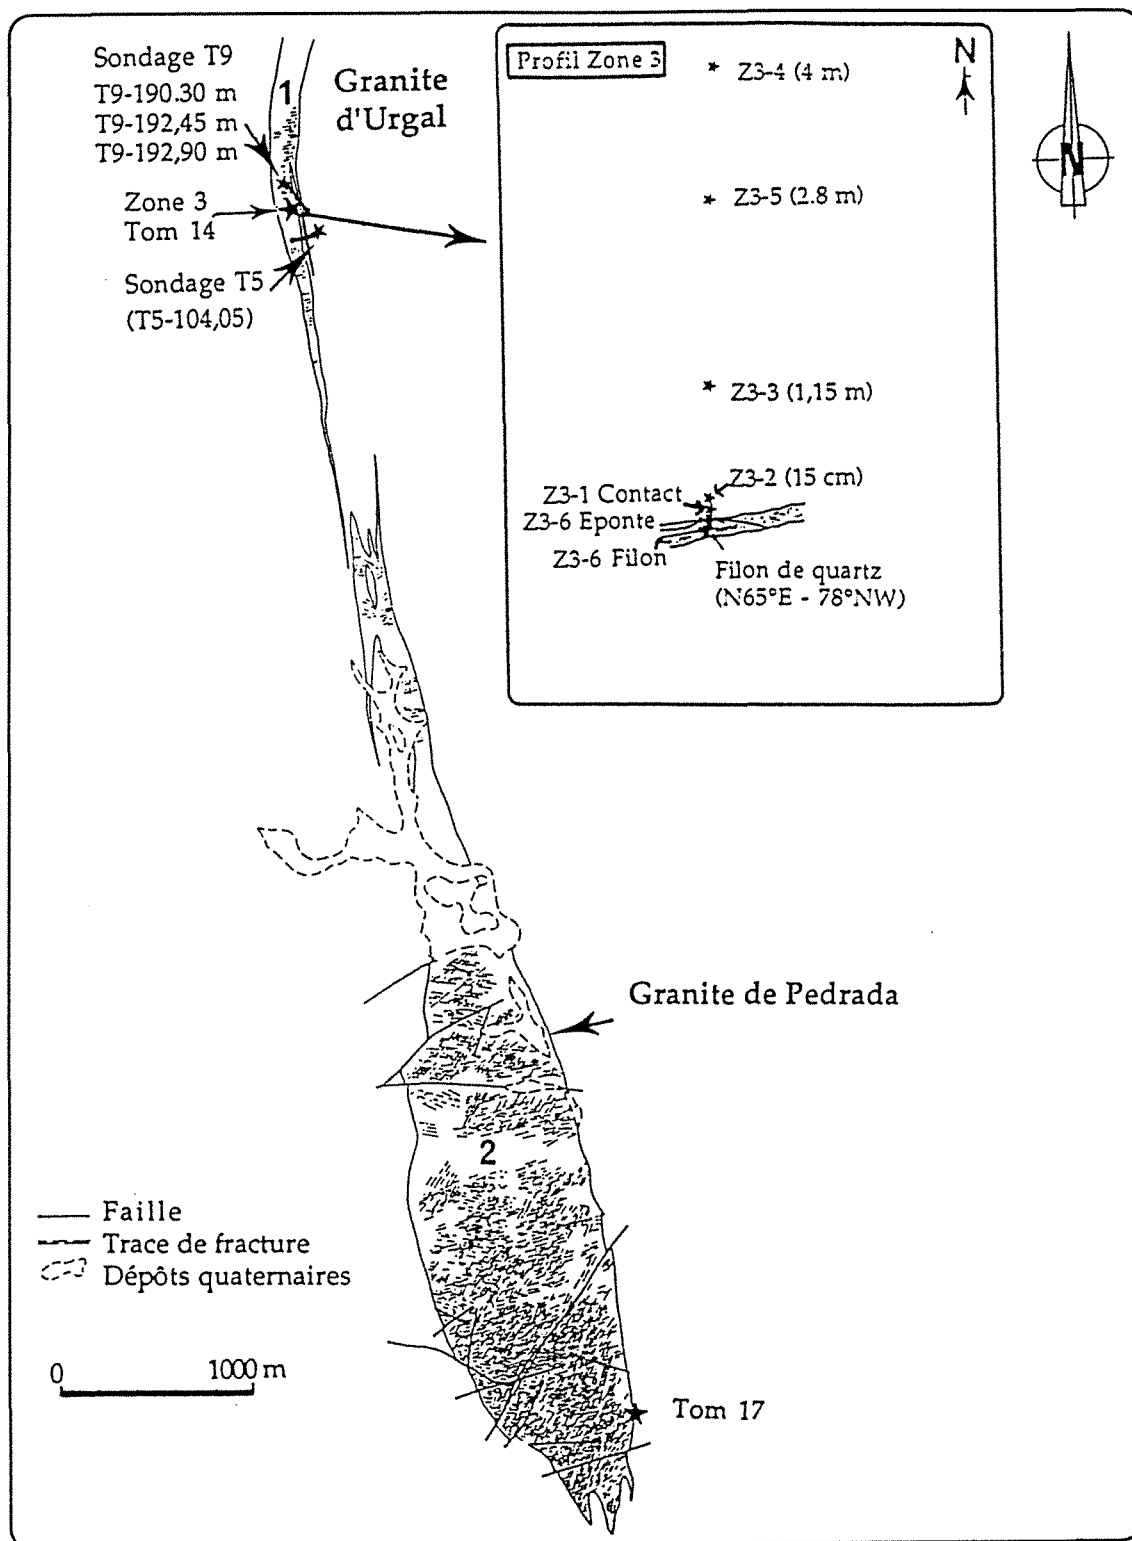 Sondage T9
T9-190.30 m
T9-192,45 m
T9-192,90 m
1
Granite
d'Urgal
Zone 3
Tom 14
Sondage T5
(T5-104,05)
Profil Zone 3
N
Z3-4 (4 m)
Z3-5 (2.8 m)
Z3-3 (1,15 m)
Z3-2 (15 cm)
Z3-1 Contact
Z3-6 Eponte
Z3-6 Filon
Filon de quartz
(N65°E - 78°NW)
N
Granite de Pedrada
2
Faille
Trace de fracture
Dépôts quaternaires
0 1000 m
Tom 17